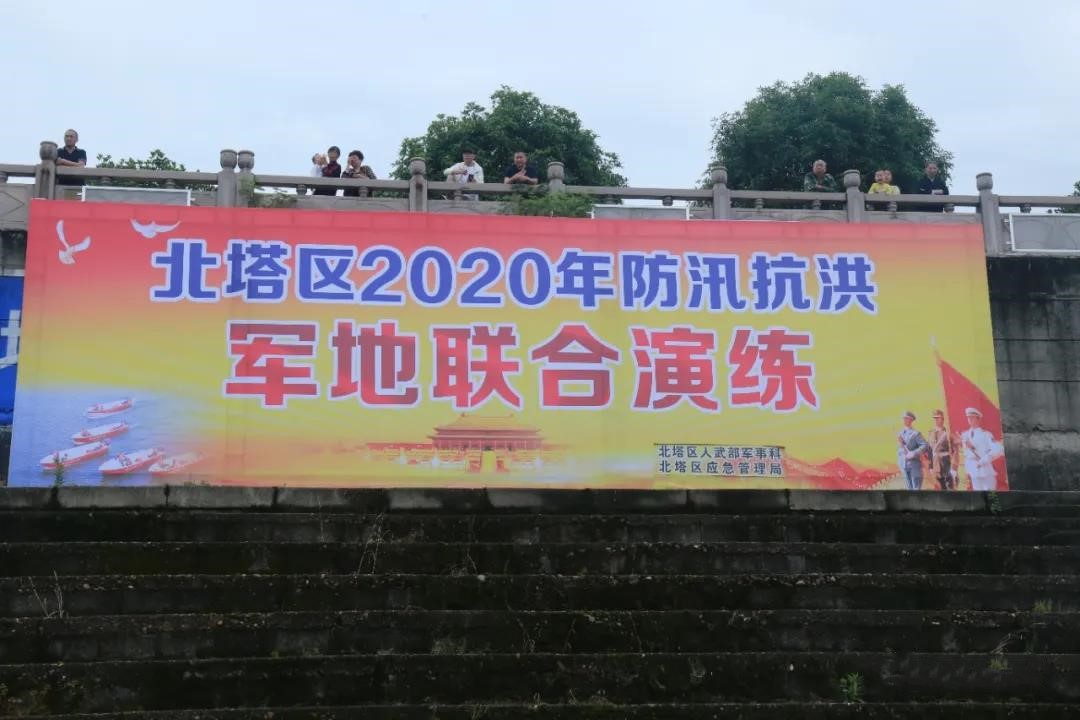 北塔区2020年防汛抗洪
军地联合演练
北塔区人武部军事科
北塔区应急管理局